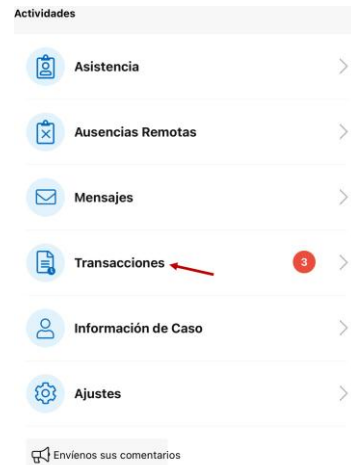 Actividades
Asistencia
Ausencias Remotas
Mensajes
Transacciones 3
Información de Caso
Ajustes
Envíenos sus comentarios